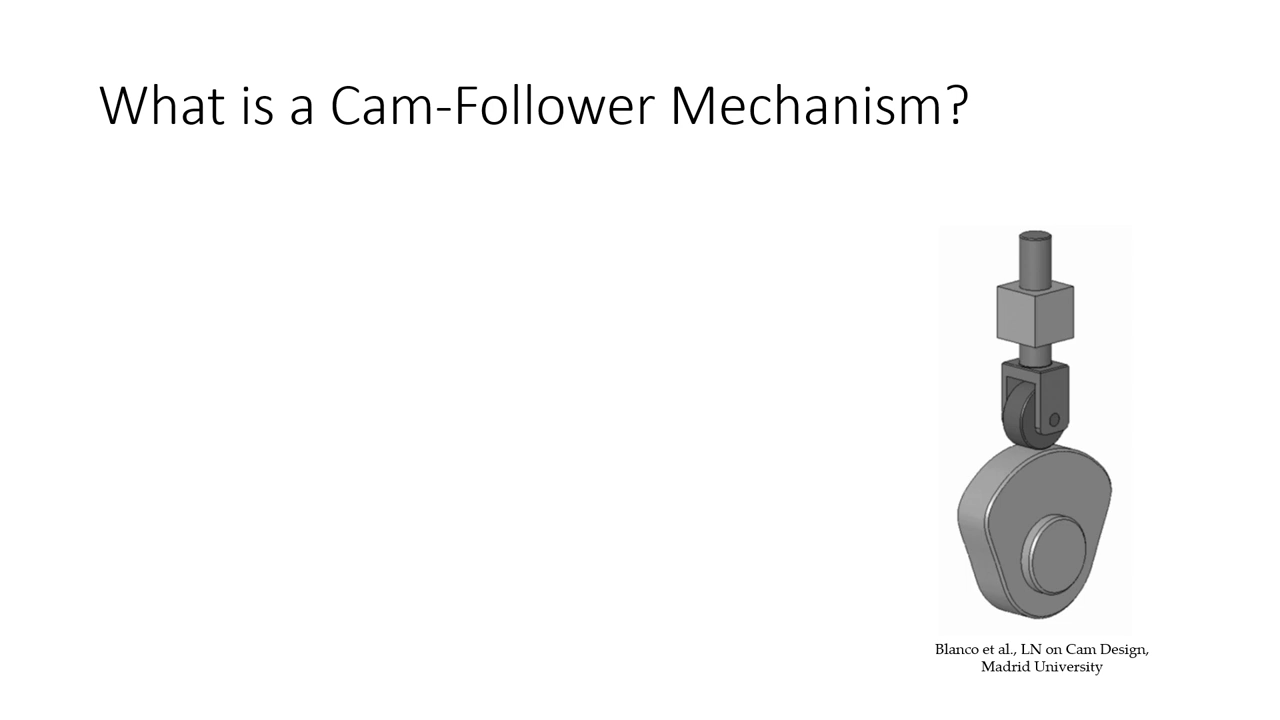 What is a Cam-Follower Mechanism?
Blanco et al., LN on Cam Design,
Madrid University